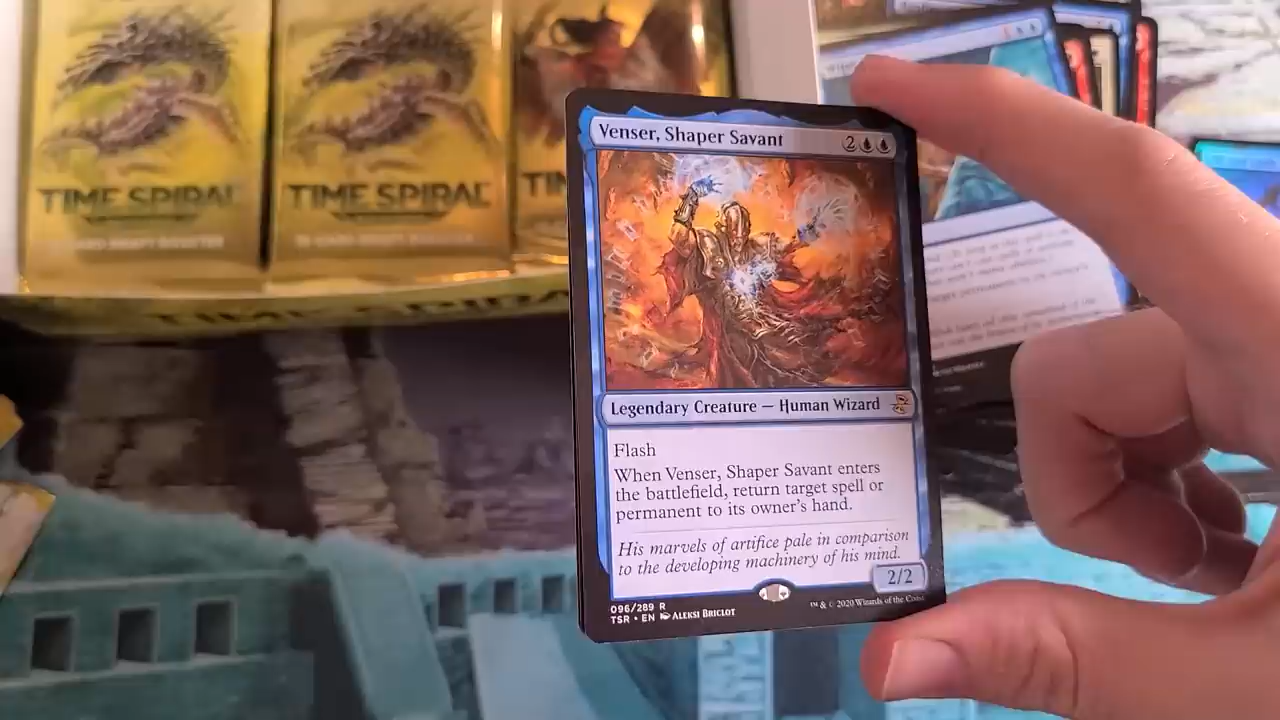 TIME SPIRAL
TIME SPIRAL
Venser, Shaper Savant
2
Legendary Creature — Human Wizard
Flash
When Venser, Shaper Savant enters
the battlefield, return target spell or
permanent to its owner's hand.
His marvels of artifice pale in comparison
to the developing machinery of his mind.
2/2
096/289 R
TSR • EN ALEKSI BRICLOT
™ & © 2020 Wizards of the Coast